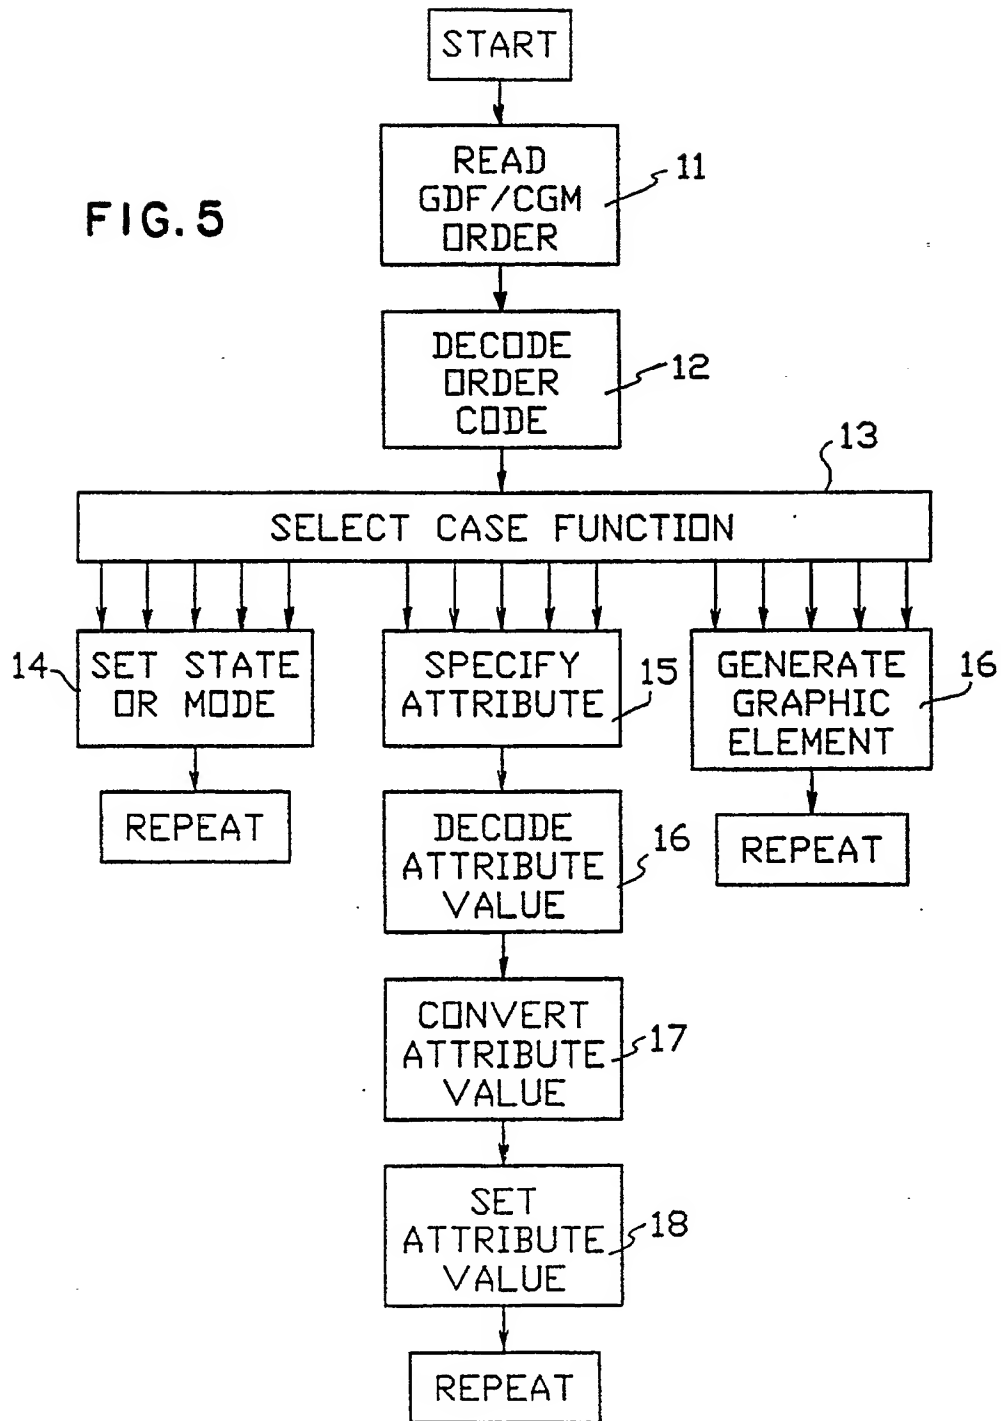 START
READ
GDF/CGM
ORDER
11
FIG. 5
DECODE
ORDER
CODE
12
13
SELECT CASE FUNCTION
14
SET STATE
OR MODE
SPECIFY
ATTRIBUTE
15
GENERATE
GRAPHIC
ELEMENT
16
REPEAT
DECODE
ATTRIBUTE
VALUE
16
REPEAT
CONVERT
ATTRIBUTE
VALUE
17
SET
ATTRIBUTE
VALUE
18
REPEAT